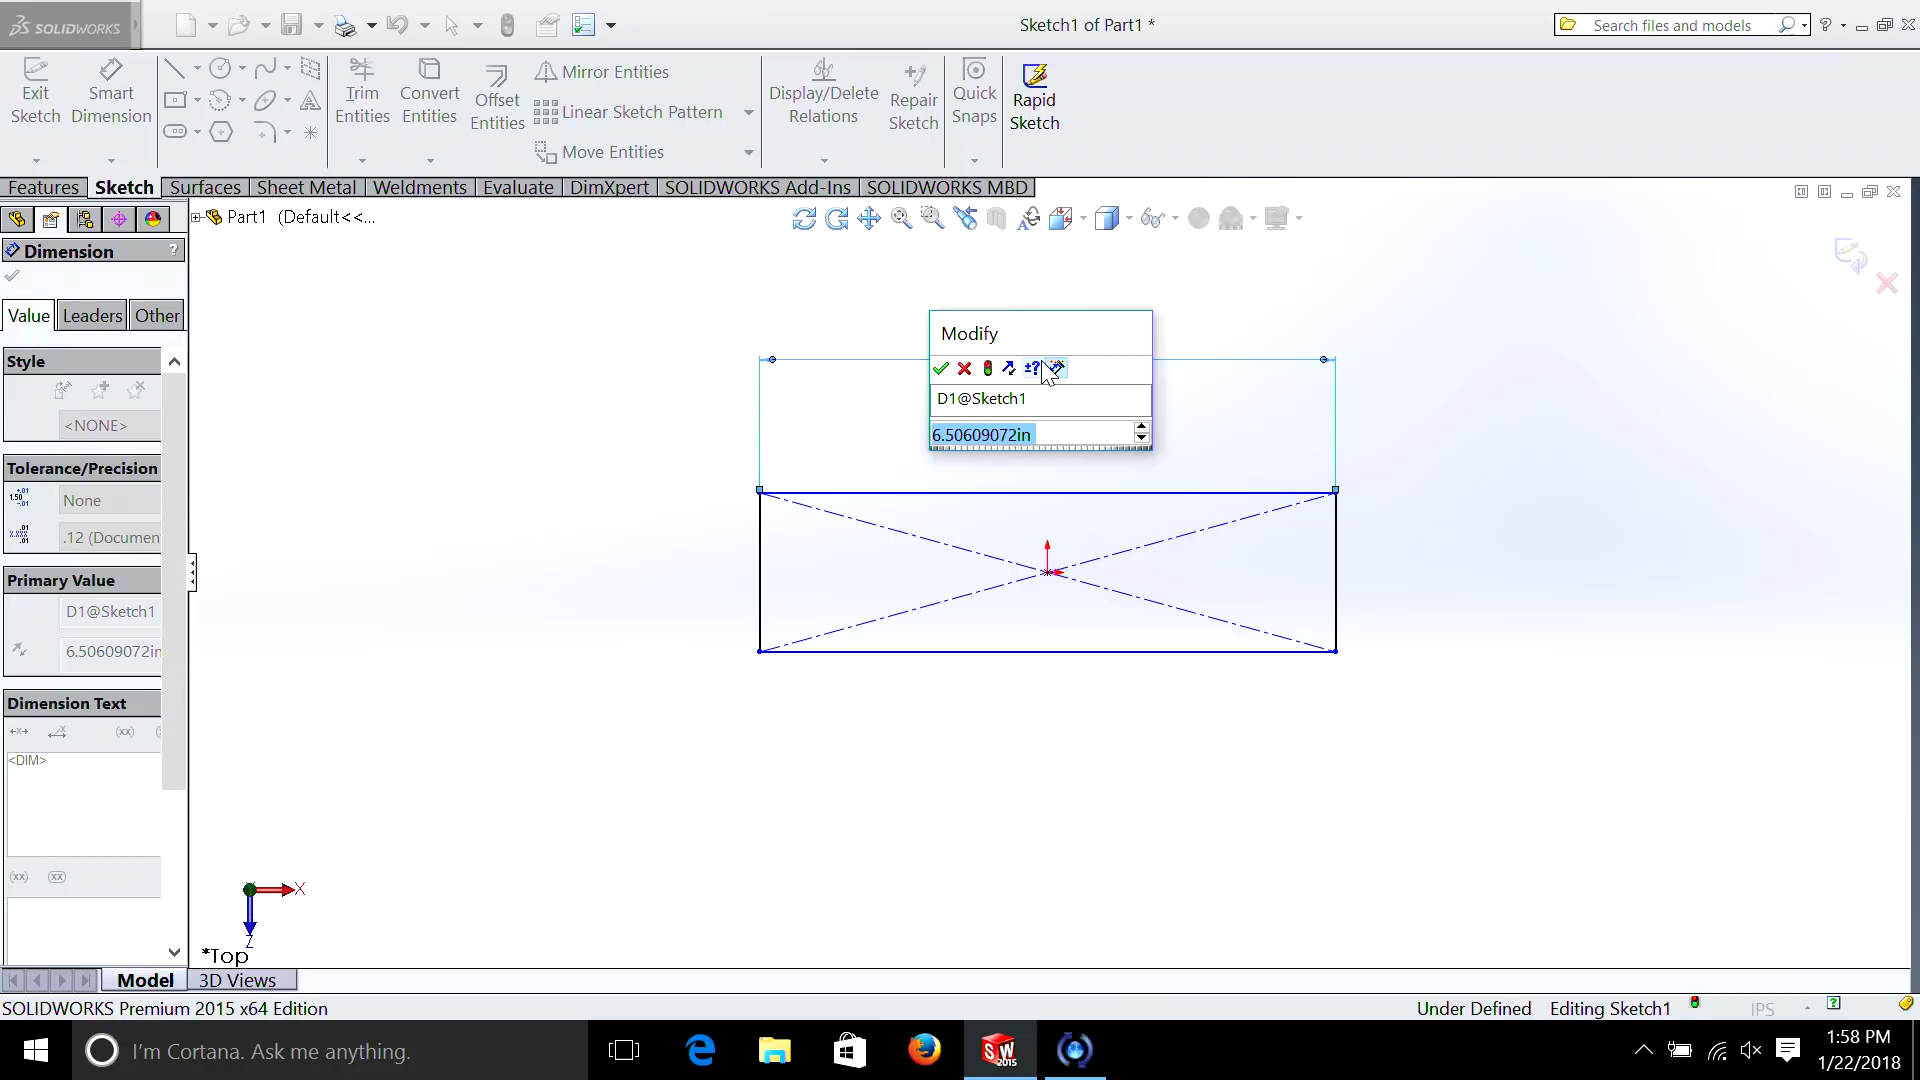 SOLIDWORKS
Sketch1 of Part1 *
Search files and models
?
Exit Sketch
Smart Dimension
Trim Entities
Convert Entities
Offset Entities
Mirror Entities
Linear Sketch Pattern
Move Entities
Display/Delete Relations
Repair Sketch
Quick Snaps
Rapid Sketch
Features
Sketch
Surfaces
Sheet Metal
Weldments
Evaluate
DimXpert
SOLIDWORKS Add-Ins
SOLIDWORKS MBD
Part1 (Default<<...
Dimension
?
Value
Leaders
Other
Style
<NONE>
Tolerance/Precision
None
.12 (Documen
Primary Value
D1@Sketch1
6.50609072in
Dimension Text
(xx)
<DIM>
(xx)
(xx)
Modify
±?
D1@Sketch1
6.50609072in
X
Z
*Top
Model
3D Views
SOLIDWORKS Premium 2015 x64 Edition
Under Defined
Editing Sketch1
IPS
?
I'm Cortana. Ask me anything.
SW
2015
1:58 PM
1/22/2018